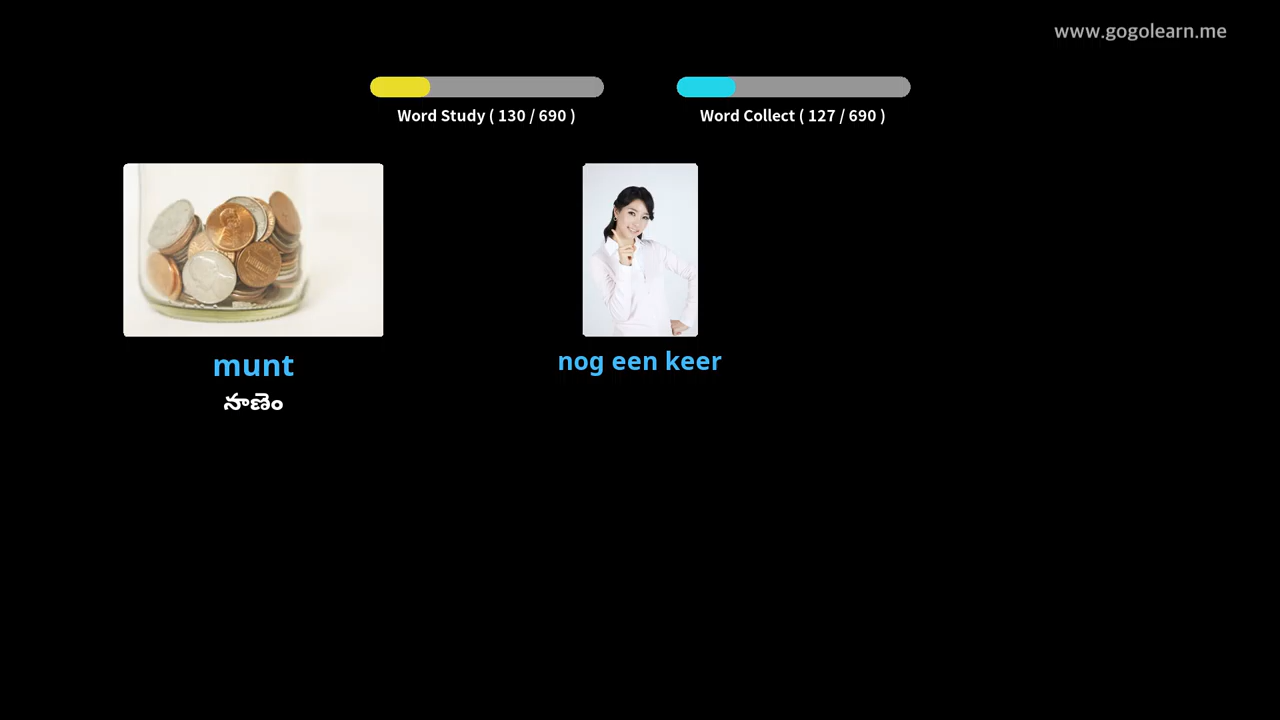 www.gogolearn.me
Word Study ( 130 / 690 )
Word Collect ( 127 / 690 )
munt
నాణెం
nog een keer